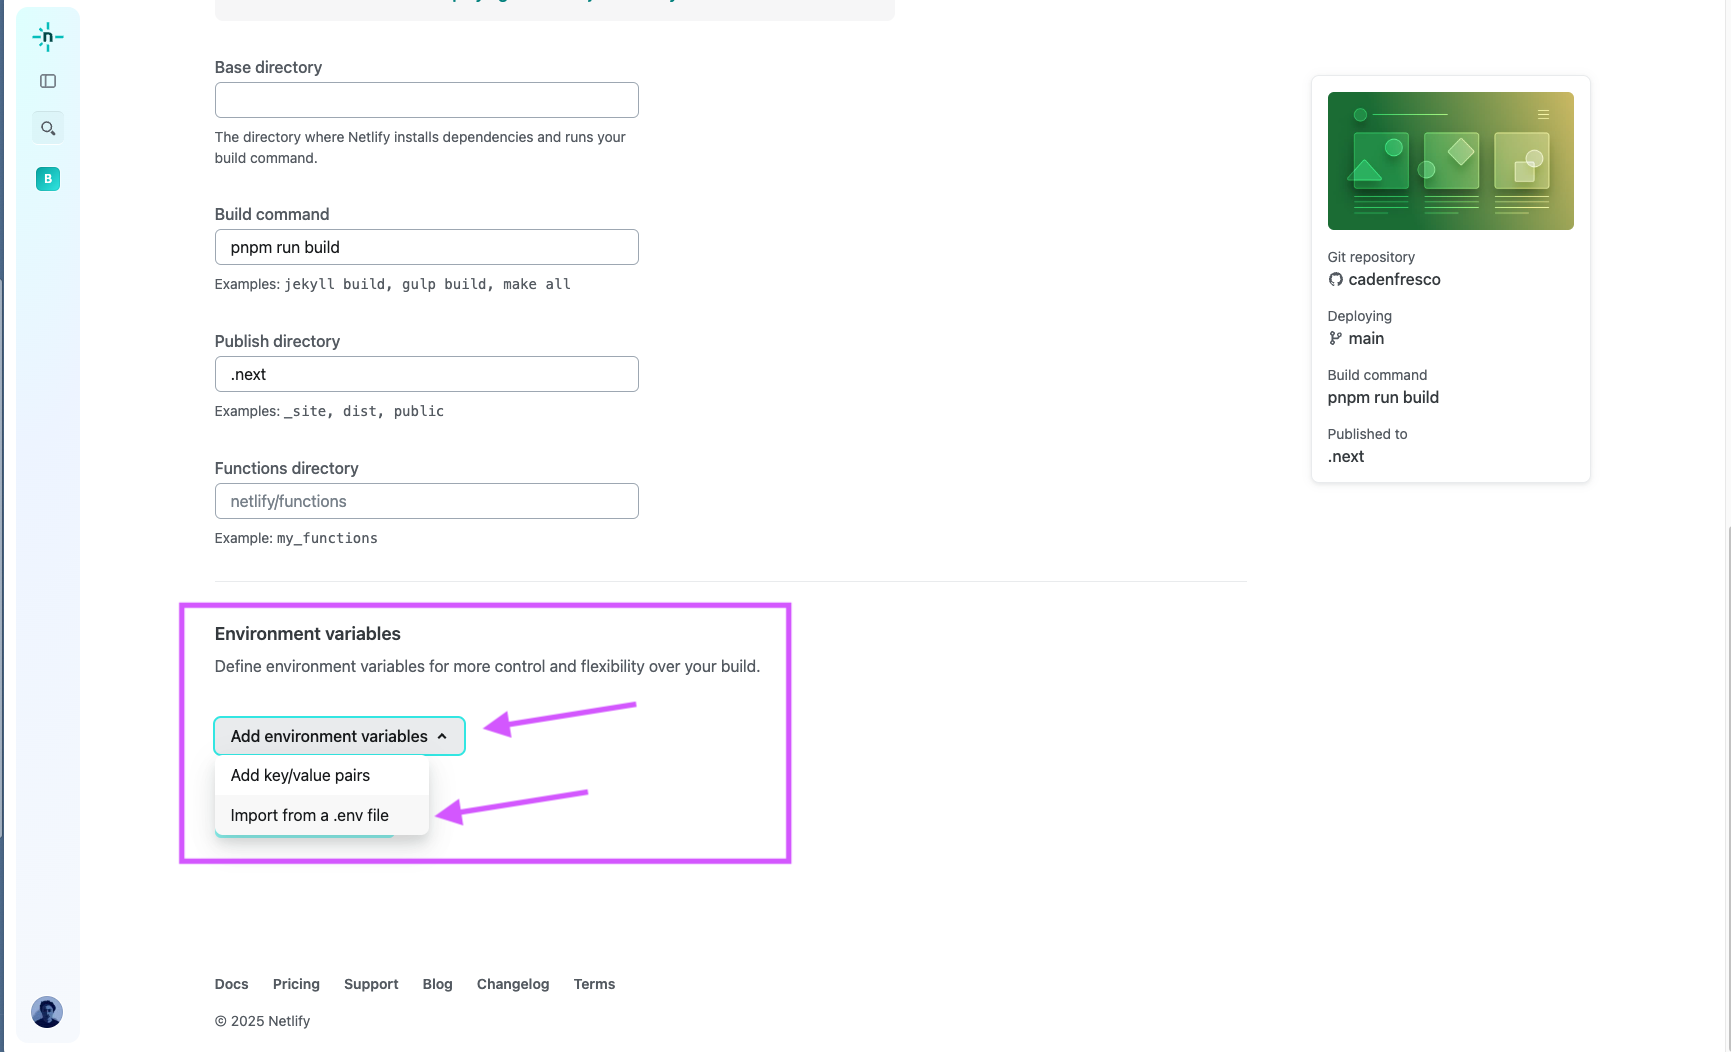 n
B
Base directory
The directory where Netlify installs dependencies and runs your
build command.
Build command
pnpm run build
Examples: jekyll build, gulp build, make all
Publish directory
.next
Examples: _site, dist, public
Functions directory
netlify/functions
Example: my_functions
Environment variables
Define environment variables for more control and flexibility over your build.
Add environment variables
Add key/value pairs
Import from a .env file
Git repository
cadenfresco
Deploying
main
Build command
pnpm run build
Published to
.next
Docs Pricing Support Blog Changelog Terms
© 2025 Netlify